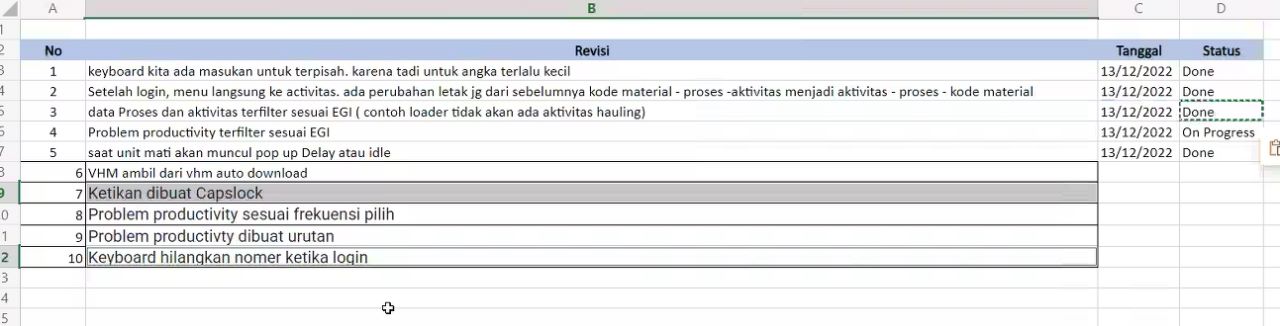 A B C D
1
2 No Revisi Tanggal Status
3 1 keyboard kita ada masukan untuk terpisah. karena tadi untuk angka terlalu kecil 13/12/2022 Done
4 2 Setelah login, menu langsung ke activitas. ada perubahan letak jg dari sebelumnya kode material - proses -aktivitas menjadi aktivitas - proses - kode material 13/12/2022 Done
5 3 data Proses dan aktivitas terfilter sesuai EGI ( contoh loader tidak akan ada aktivitas hauling) 13/12/2022 Done
6 4 Problem productivity terfilter sesuai EGI 13/12/2022 On Progress
7 5 saat unit mati akan muncul pop up Delay atau idle 13/12/2022 Done
8 6 VHM ambil dari vhm auto download
9 7 Ketikan dibuat Capslock
0 8 Problem productivity sesuai frekuensi pilih
1 9 Problem productivty dibuat urutan
2 10 Keyboard hilangkan nomer ketika login
3
4
5